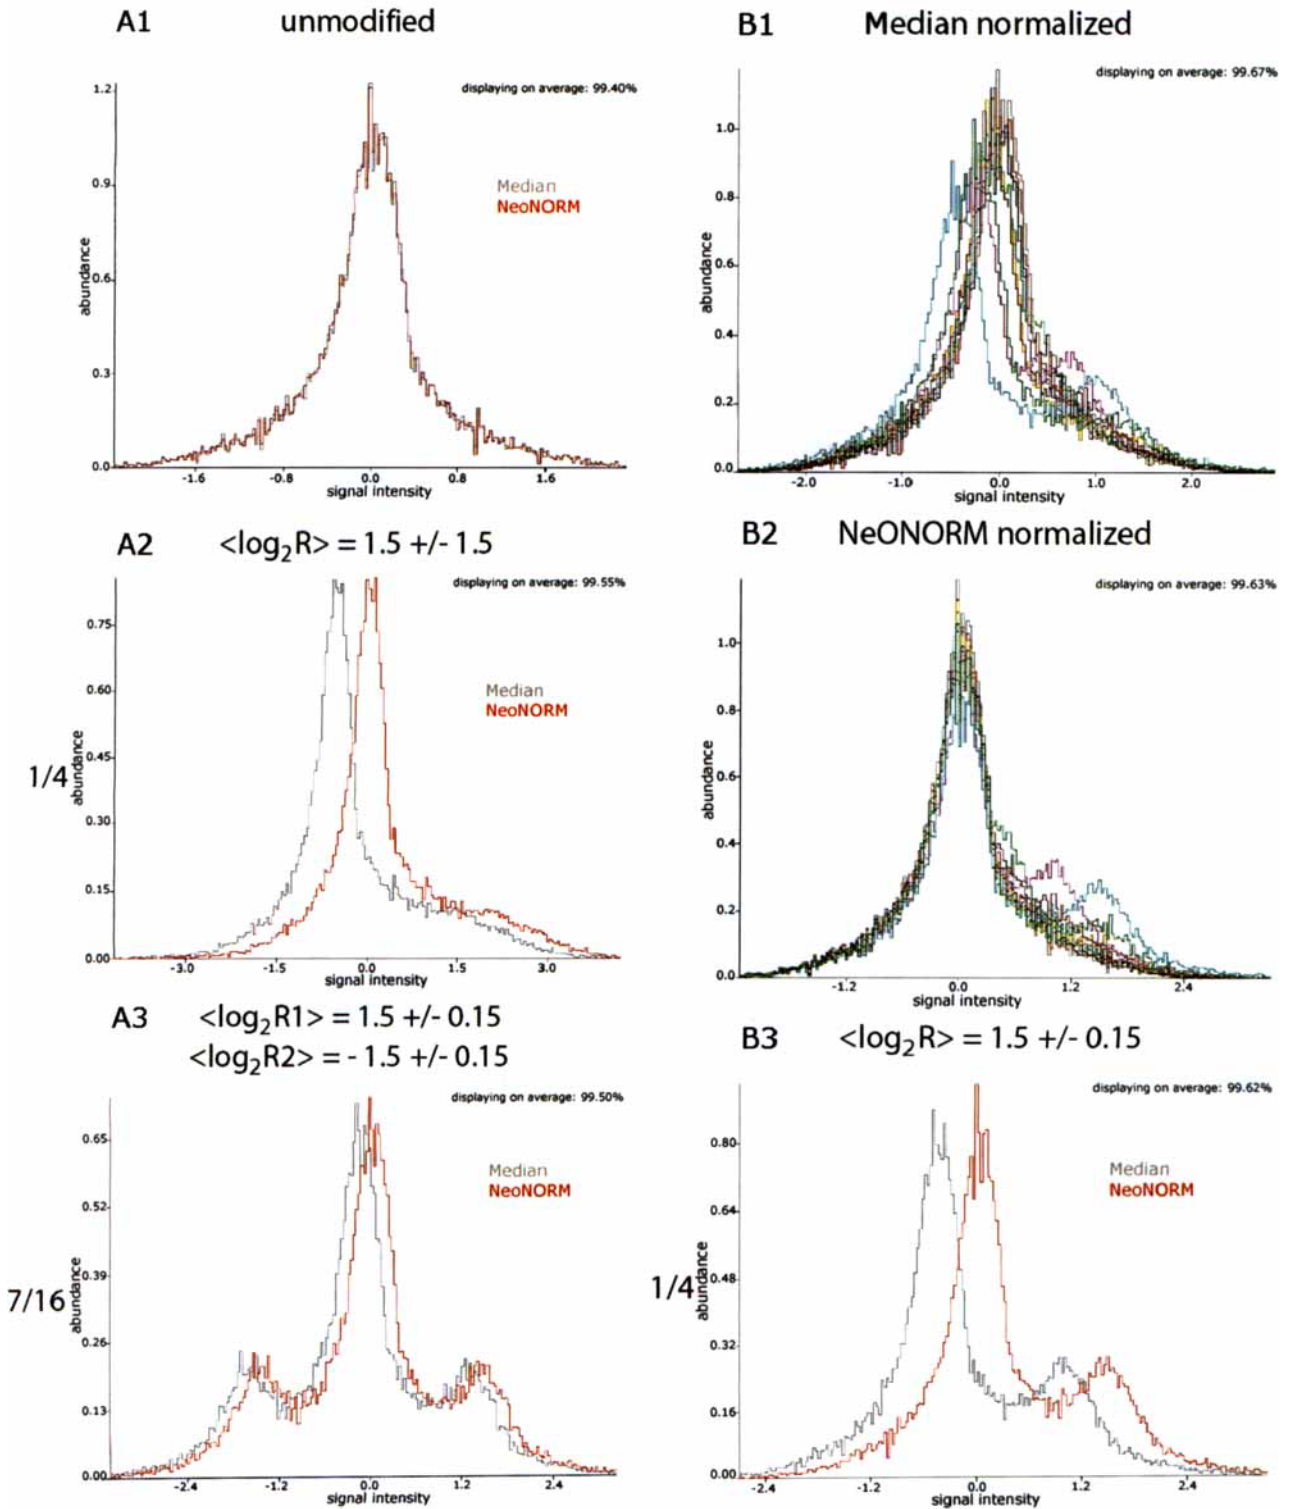 A1 unmodified
displaying on average: 99.40%
1.2
0.9
0.6
0.3
0.0
abundance
Median
NeoNORM
-1.6 -0.8 0.0 0.8 1.6
signal intensity
B1 Median normalized
displaying on average: 99.67%
1.0
0.8
0.6
0.4
0.2
0.0
abundance
-2.0 -1.0 0.0 1.0 2.0
signal intensity
A2 <log2R> = 1.5 +/- 1.5
displaying on average: 99.55%
0.75
0.60
0.45
0.30
0.15
0.00
1/4
abundance
Median
NeoNORM
-3.0 -1.5 0.0 1.5 3.0
signal intensity
B2 NeONORM normalized
displaying on average: 99.63%
1.0
0.8
0.6
0.4
0.2
0.0
abundance
-1.2 0.0 1.2 2.4
signal intensity
A3 <log2R1> = 1.5 +/- 0.15
<log2R2> = - 1.5 +/- 0.15
displaying on average: 99.50%
0.65
0.52
0.39
0.26
0.13
0.00
7/16
abundance
Median
NeoNORM
-2.4 -1.2 0.0 1.2 2.4
signal intensity
B3 <log2R> = 1.5 +/- 0.15
displaying on average: 99.62%
0.80
0.64
0.48
0.32
0.16
0.00
1/4
abundance
Median
NeoNORM
-2.4 -1.2 0.0 1.2 2.4
signal intensity